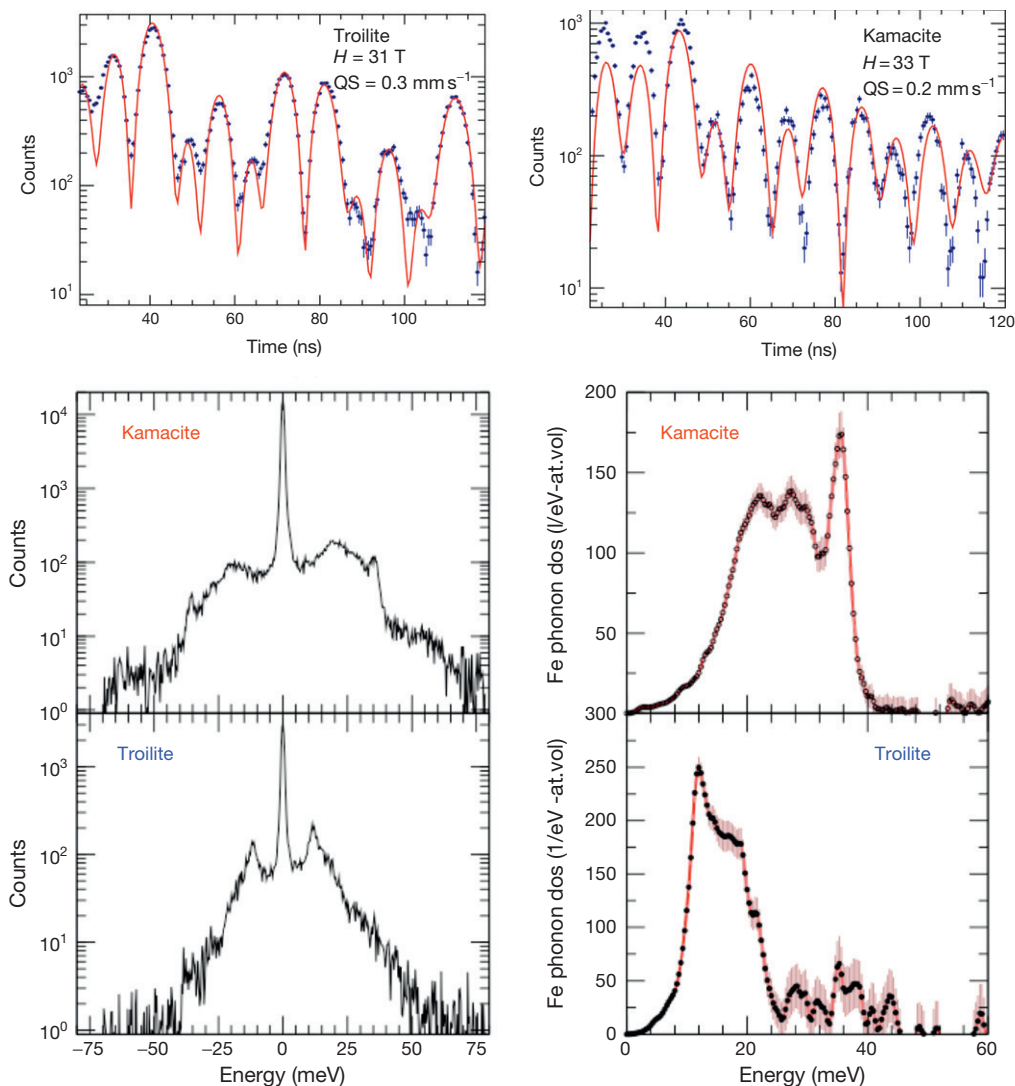 Troilite
H = 31 T
QS = 0.3 mm s⁻¹
10³
10²
10¹
Counts
40
60
80
100
Time (ns)
Kamacite
H = 33 T
QS = 0.2 mm s⁻¹
10³
10²
10¹
Counts
40
60
80
100
120
Time (ns)
Kamacite
10⁴
10³
10²
10¹
10⁰
Counts
Troilite
10³
10²
10¹
10⁰
Counts
−75
−50
−25
0
25
50
75
Energy (meV)
Kamacite
200
150
100
50
Fe phonon dos (l/eV-at.vol)
Troilite
300
250
200
150
100
50
0
Fe phonon dos (1/eV -at.vol)
0
20
40
60
Energy (meV)